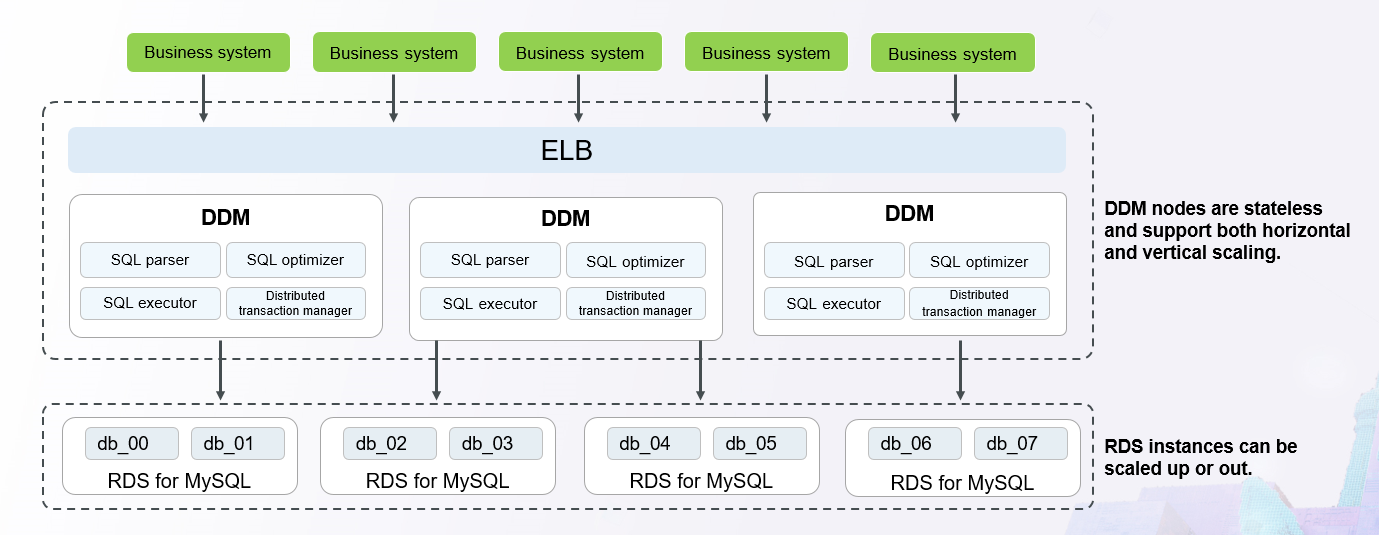 Business system
Business system
Business system
Business system
Business system
ELB
DDM
SQL parser
SQL optimizer
SQL executor
Distributed
transaction manager
DDM
SQL parser
SQL optimizer
SQL executor
Distributed
transaction manager
DDM
SQL parser
SQL optimizer
SQL executor
Distributed
transaction manager
DDM nodes are stateless
and support both horizontal
and vertical scaling.
db_00
db_01
RDS for MySQL
db_02
db_03
RDS for MySQL
db_04
db_05
RDS for MySQL
db_06
db_07
RDS for MySQL
RDS instances can be
scaled up or out.